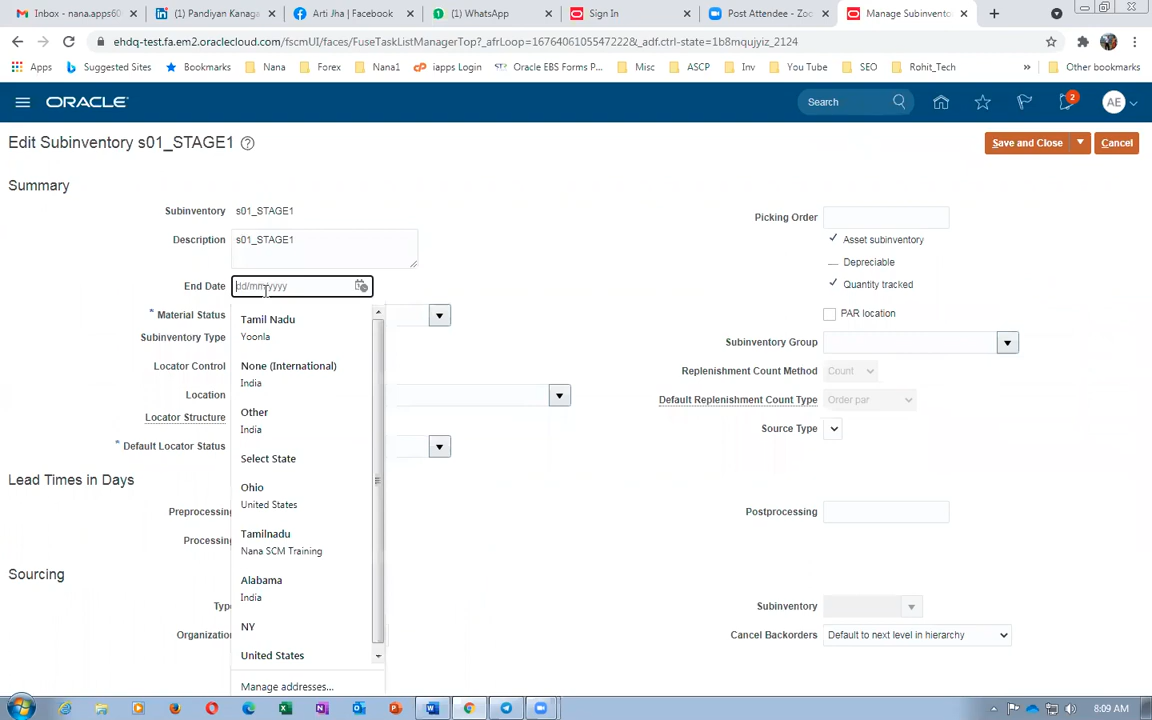 Inbox - nana.apps60
(1) Pandiyan Kanaga
Arti Jha | Facebook
(1) WhatsApp
Sign In
Post Attendee - Zoo
Manage Subinvento
ehdq-test.fa.em2.oraclecloud.com/fscmUI/faces/FuseTaskListManagerTop?_afrLoop=1676406105547222&_adf.ctrl-state=1b8mqujyiz_2124
Apps
Suggested Sites
Bookmarks
Nana
Forex
Nana1
iapps Login
Oracle EBS Forms P...
Misc
ASCP
Inv
You Tube
SEO
Rohit_Tech
»
Other bookmarks
ORACLE
Search
2
AE
Edit Subinventory s01_STAGE1
Save and Close
Cancel
Summary
Subinventory s01_STAGE1
Description s01_STAGE1
End Date dd/mm/yyyy
* Material Status
Subinventory Type
Locator Control
Location
Locator Structure
* Default Locator Status
Tamil Nadu
Yoonla
None (International)
India
Other
India
Select State
Ohio
United States
Tamilnadu
Nana SCM Training
Alabama
India
NY
United States
Manage addresses...
Picking Order
Asset subinventory
Depreciable
Quantity tracked
PAR location
Subinventory Group
Replenishment Count Method Count
Default Replenishment Count Type Order par
Source Type
Lead Times in Days
Preprocessing
Processing
Postprocessing
Sourcing
Type
Organization
Subinventory
Cancel Backorders Default to next level in hierarchy
8:09 AM